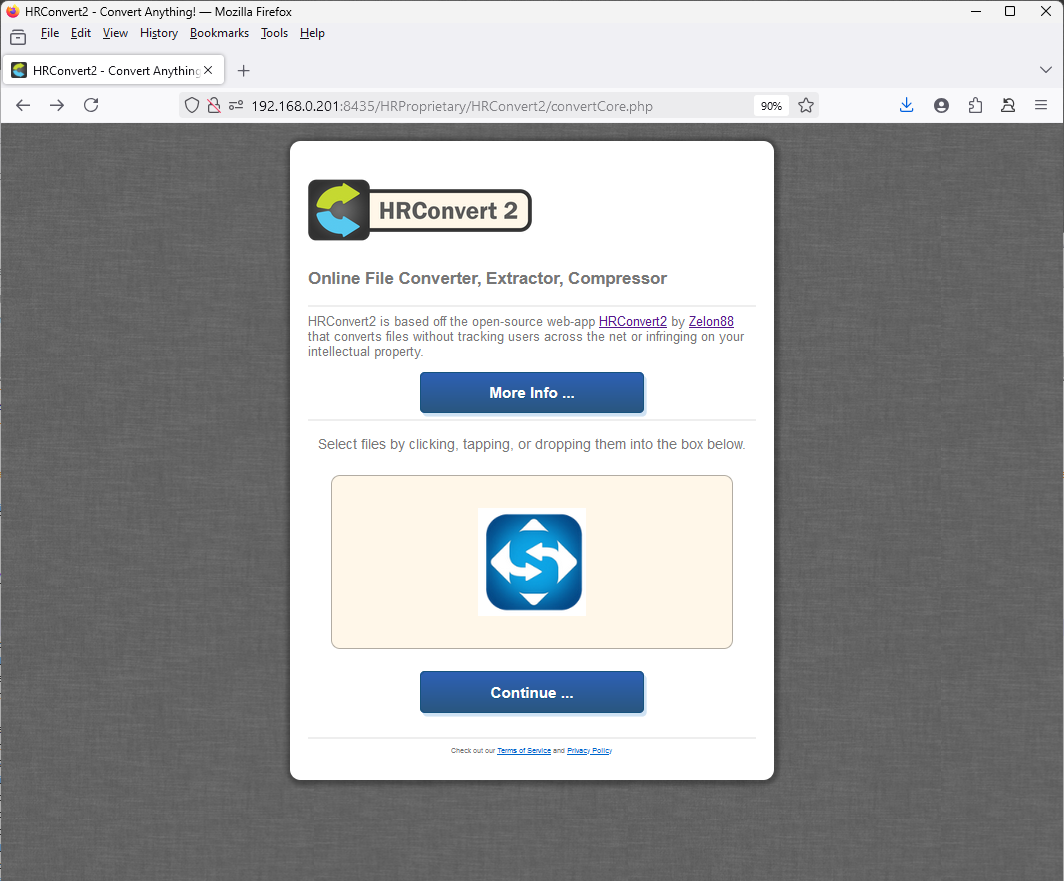 HRConvert2 - Convert Anything! — Mozilla Firefox
File Edit View History Bookmarks Tools Help
HRConvert2 - Convert Anything
192.168.0.201:8435/HRProprietary/HRConvert2/convertCore.php 90%
HRConvert 2
Online File Converter, Extractor, Compressor
HRConvert2 is based off the open-source web-app HRConvert2 by Zelon88
that converts files without tracking users across the net or infringing on your
intellectual property.
More Info ...
Select files by clicking, tapping, or dropping them into the box below.
Continue ...
Check out our Terms of Service and Privacy Policy